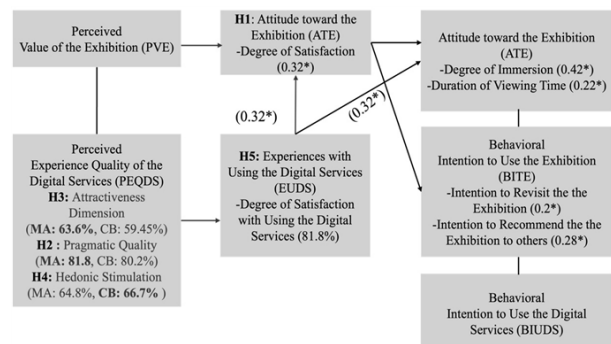 Perceived
Value of the Exhibition (PVE)
H1: Attitude toward the
Exhibition (ATE)
-Degree of Satisfaction
(0.32*)
Attitude toward the Exhibition
(ATE)
-Degree of Immersion (0.42*)
-Duration of Viewing Time (0.22*)
(0.32*)
(0.32*)
Perceived
Experience Quality of the
Digital Services (PEQDS)
H3: Attractiveness
Dimension
(MA: 63.6%, CB: 59.45%)
H2 : Pragmatic Quality
(MA: 81.8, CB: 80.2%)
H4: Hedonic Stimulation
(MA: 64.8%, CB: 66.7% )
H5: Experiences with
Using the Digital Services
(EUDS)
-Degree of Satisfaction
with Using the Digital
Services (81.8%)
Behavioral
Intention to Use the Exhibition
(BITE)
-Intention to Revisit the the
Exhibition (0.2*)
-Intention to Recommend the the
Exhibition to others (0.28*)
Behavioral
Intention to Use the Digital
Services (BIUDS)